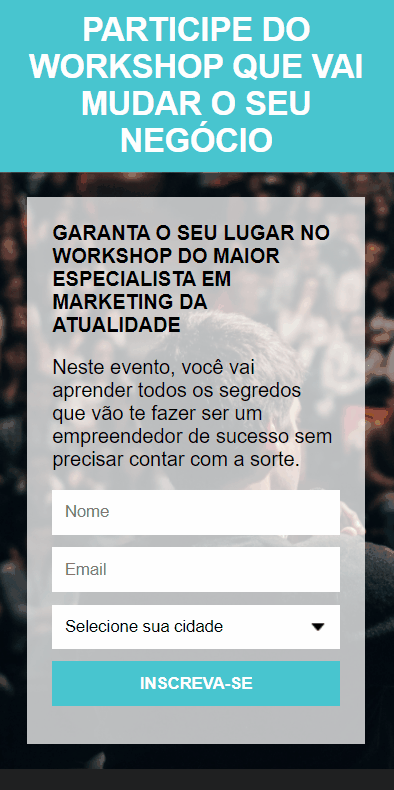 PARTICIPE DO
WORKSHOP QUE VAI
MUDAR O SEU
NEGÓCIO
GARANTA O SEU LUGAR NO
WORKSHOP DO MAIOR
ESPECIALISTA EM
MARKETING DA
ATUALIDADE
Neste evento, você vai
aprender todos os segredos
que vão te fazer ser um
empreendedor de sucesso sem
precisar contar com a sorte.
Nome
Email
Selecione sua cidade
INSCREVA-SE